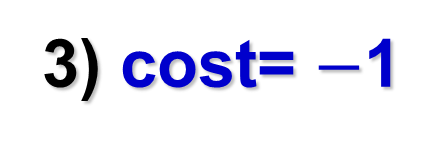 3) cost= –1